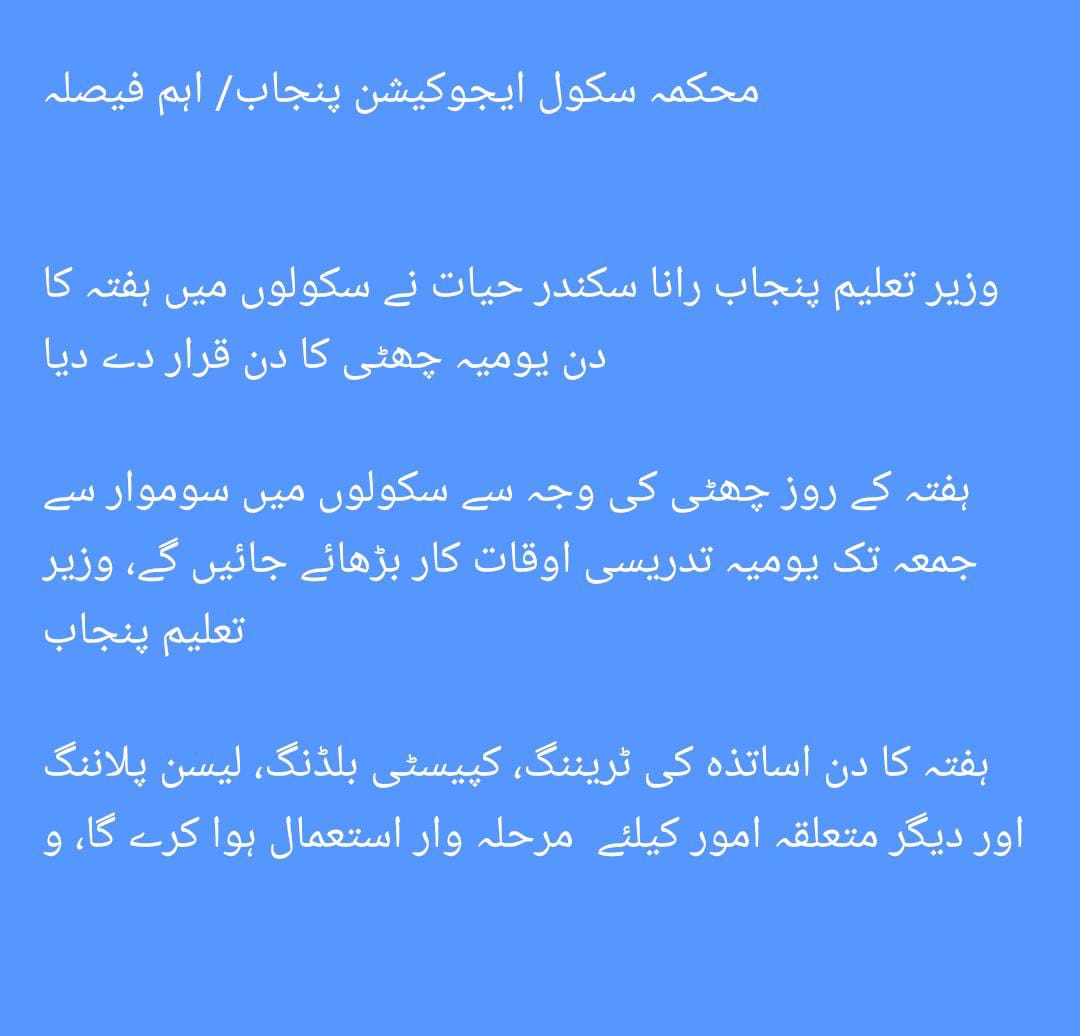 محکمہ سکول ایجوکیشن پنجاب/ اہم فیصلہ
وزیر تعلیم پنجاب رانا سکندر حیات نے سکولوں میں ہفتہ کا
دن یومیہ چھٹی کا دن قرار دے دیا
ہفتہ کے روز چھٹی کی وجہ سے سکولوں میں سوموار سے
جمعہ تک یومیہ تدریسی اوقات کار بڑھائے جائیں گے، وزیر
تعلیم پنجاب
ہفتہ کا دن اساتذہ کی ٹریننگ، کپیسٹی بلڈنگ، لیسن پلاننگ
اور دیگر متعلقہ امور کیلئے مرحلہ وار استعمال ہوا کرے گا، و